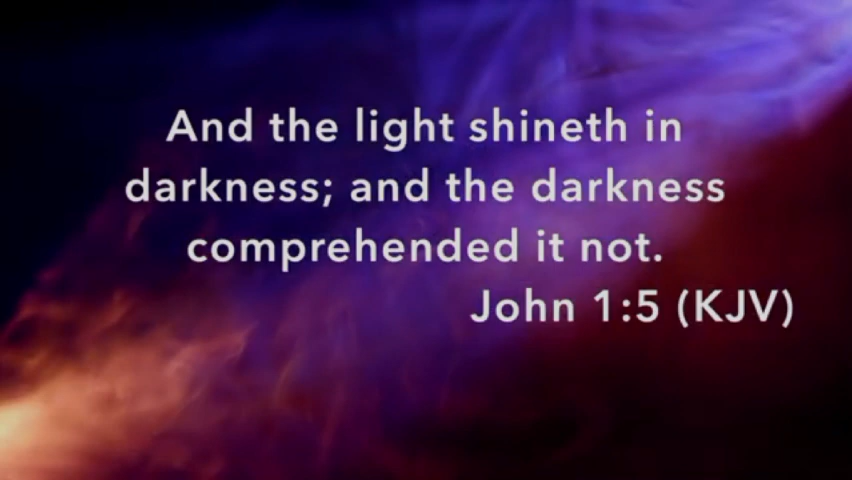 And the light shineth in
darkness; and the darkness
comprehended it not.
John 1:5 (KJV)